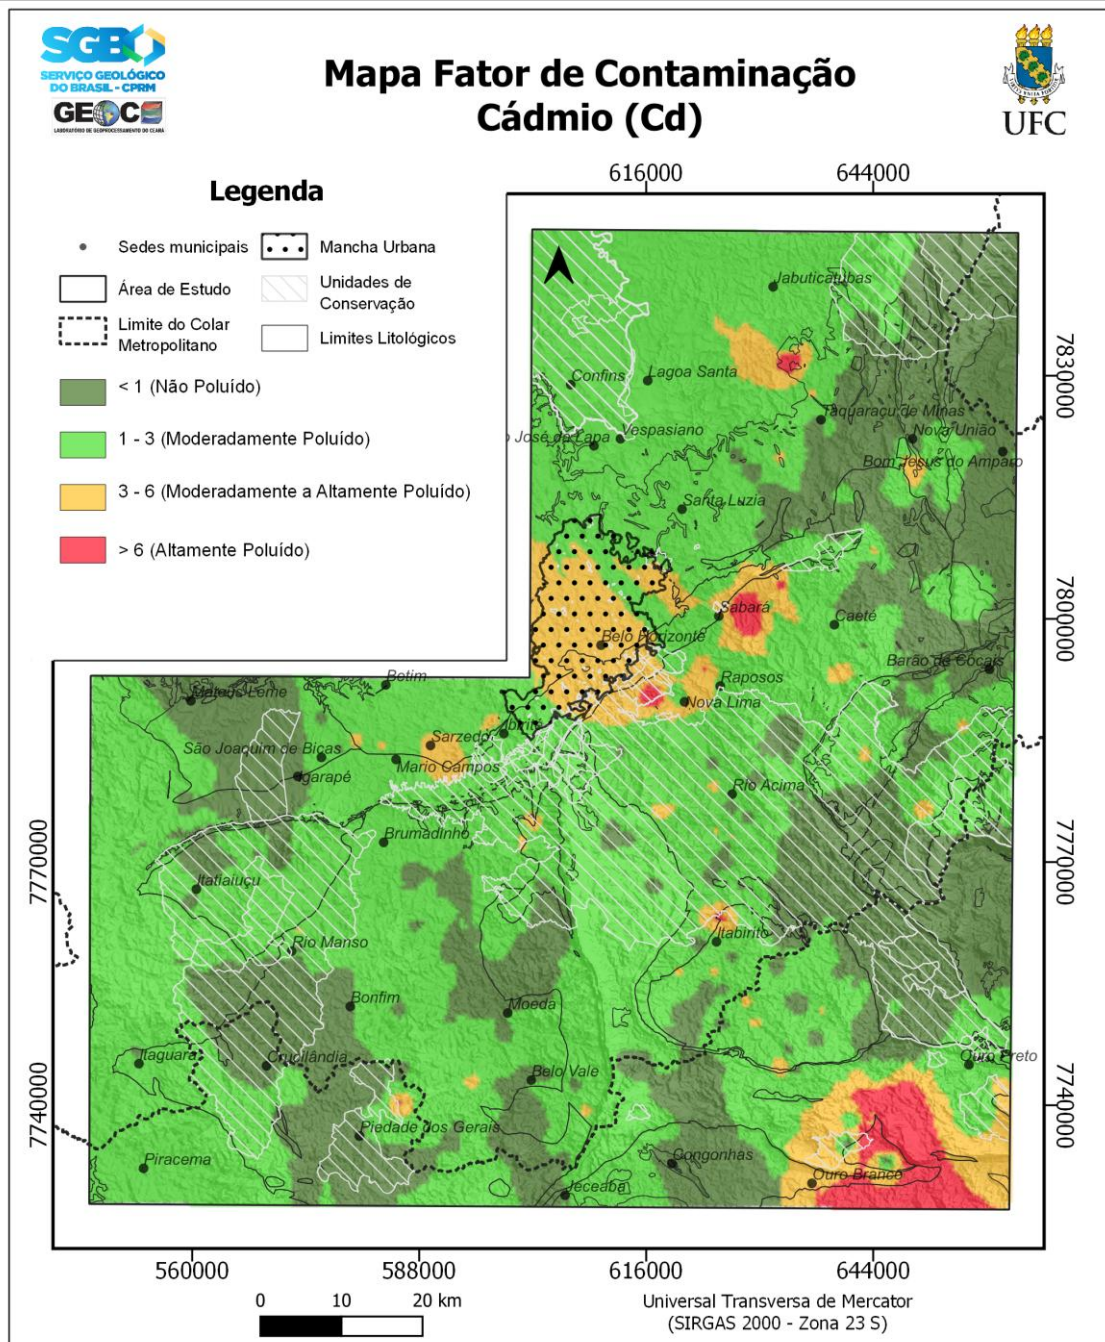 SGB
SERVIÇO GEOLÓGICO
DO BRASIL - CPRM
GEOCE
LABORATÓRIO DE GEOPROCESSAMENTO DO CEARÁ
Mapa Fator de Contaminação
Cádmio (Cd)
UFC
Legenda
Sedes municipais
Mancha Urbana
Área de Estudo
Unidades de
Conservação
Limite do Colar
Metropolitano
Limites Litológicos
< 1 (Não Poluído)
1 - 3 (Moderadamente Poluído)
3 - 6 (Moderadamente a Altamente Poluído)
> 6 (Altamente Poluído)
616000
644000
Jabuticatubas
7830000
Confins
Lagoa Santa
Taquaraçu de Minas
Nova União
o José da Lapa
Vespasiano
Bom Jesus do Amparo
Santa Luzia
7800000
Sabará
Caeté
Belo Horizonte
Barão de Cocais
Betim
Raposos
Mateus Leme
Nova Lima
Ibirité
Sarzedo
São Joaquim de Bicas
Mario Campos
Igarapé
Rio Acima
Brumadinho
7770000
7770000
Itatiaiuçu
Itabirito
Rio Manso
Bonfim
Moeda
Itaguara
Crucilândia
Ouro Preto
Belo Vale
7740000
7740000
Piedade dos Gerais
Piracema
Congonhas
Ouro Branco
Jeceaba
560000
588000
616000
644000
0 10 20 km
Universal Transversa de Mercator
(SIRGAS 2000 - Zona 23 S)